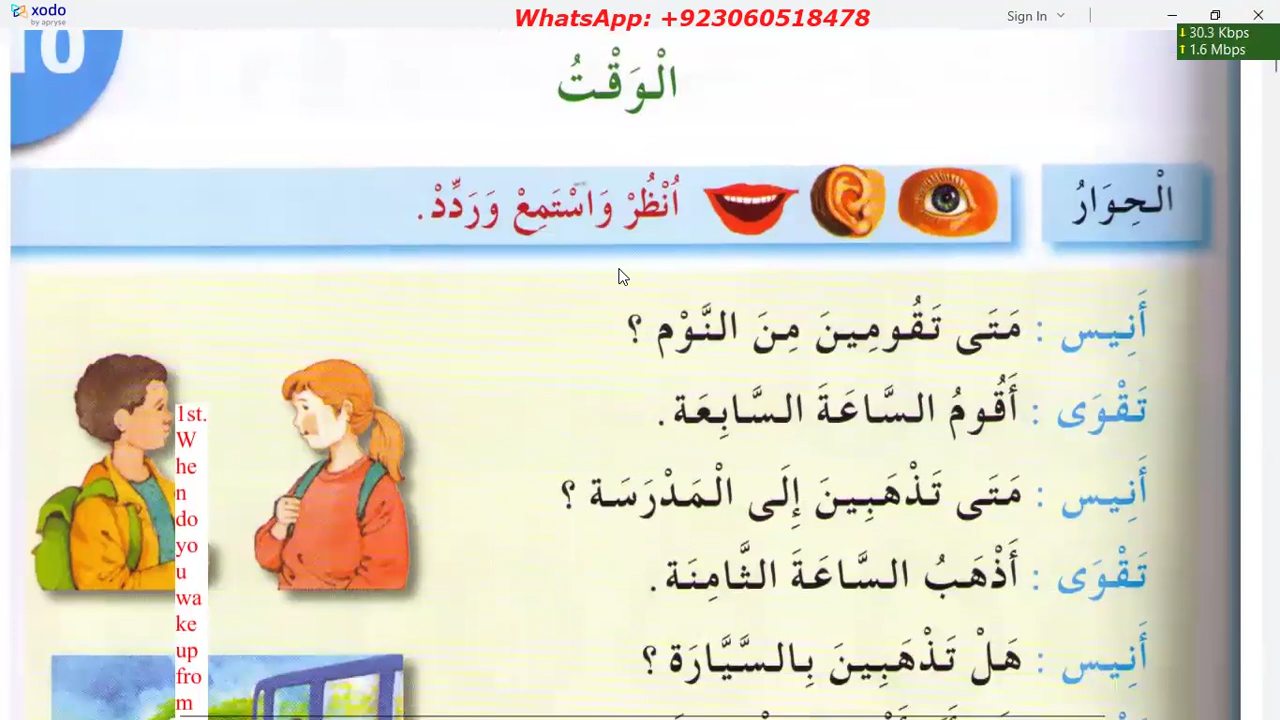 xodo
by apryse
WhatsApp: +923060518478
Sign In
30.3 Kbps
1.6 Mbps
10
الْوَقْتُ
الْحِوَارُ
اُنْظُرْ وَاسْتَمِعْ وَرَدِّدْ.
أَنِيس : مَتَى تَقُومِينَ مِنَ النَّوْم ؟
تَقْوَى : أَقُومُ السَّاعَةَ السَّابِعَة.
أَنِيس : مَتَى تَذْهَبِينَ إِلَى الْمَدْرَسَة ؟
تَقْوَى : أَذْهَبُ السَّاعَةَ الثَّامِنَة.
أَنِيس : هَلْ تَذْهَبِينَ بِالسَّيَّارَة ؟
1st.
W
he
n
do
yo
u
wa
ke
up
fro
m